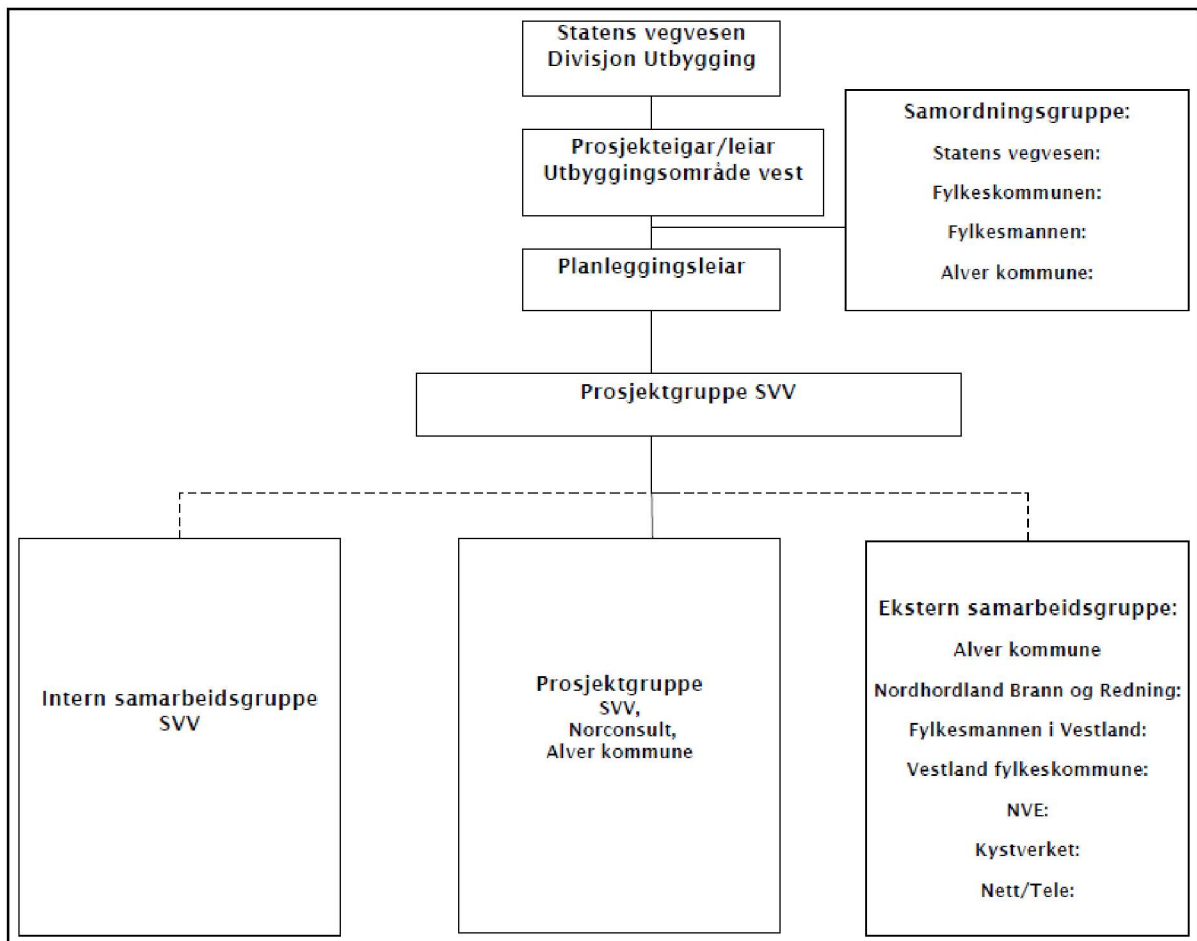 Statens vegvesen
Divisjon Utbygging
Prosjekteigar/leiar
Utbyggingsområde vest
Samordningsgruppe:
Statens vegvesen:
Fylkeskommunen:
Fylkesmannen:
Alver kommune:
Planleggingsleiar
Prosjektgruppe SVV
Intern samarbeidsgruppe
SVV
Prosjektgruppe
SVV,
Norconsult,
Alver kommune
Ekstern samarbeidsgruppe:
Alver kommune
Nordhordland Brann og Redning:
Fylkesmannen i Vestland:
Vestland fylkeskommune:
NVE:
Kystverket:
Nett/Tele: